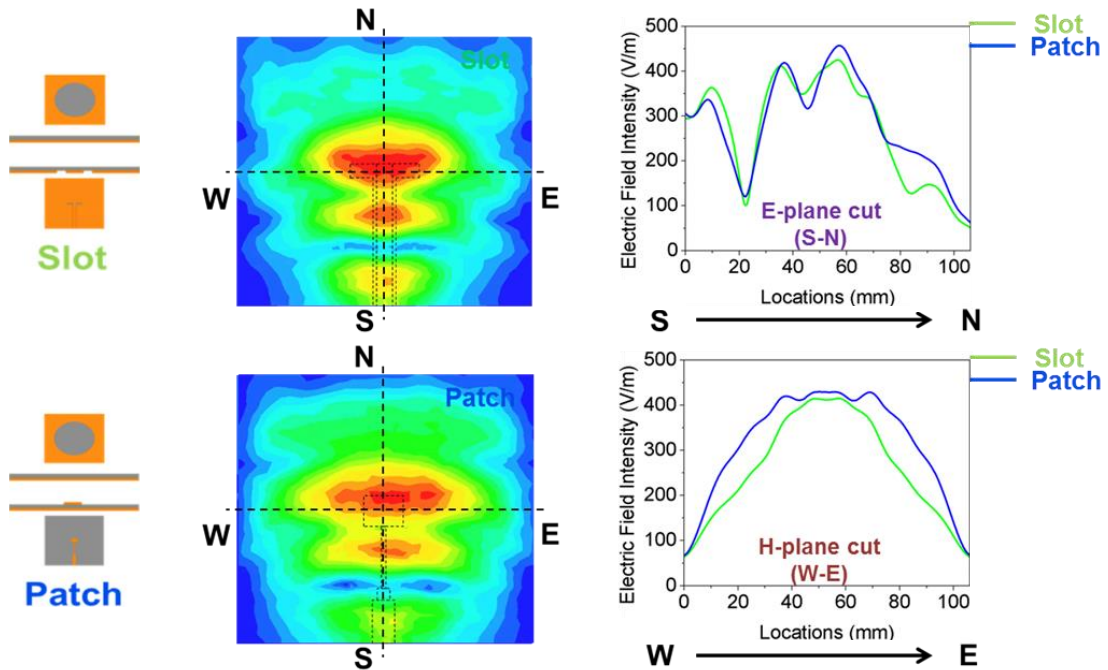 Slot
N
Slot
W
E
S
500
400
300
200
100
0
Electric Field Intensity (V/m)
0 20 40 60 80 100
Locations (mm)
E-plane cut
(S-N)
Slot
Patch
S
N
Patch
N
Patch
W
E
S
500
400
300
200
100
0
Electric Field Intensity (V/m)
0 20 40 60 80 100
Locations (mm)
H-plane cut
(W-E)
Slot
Patch
W
E